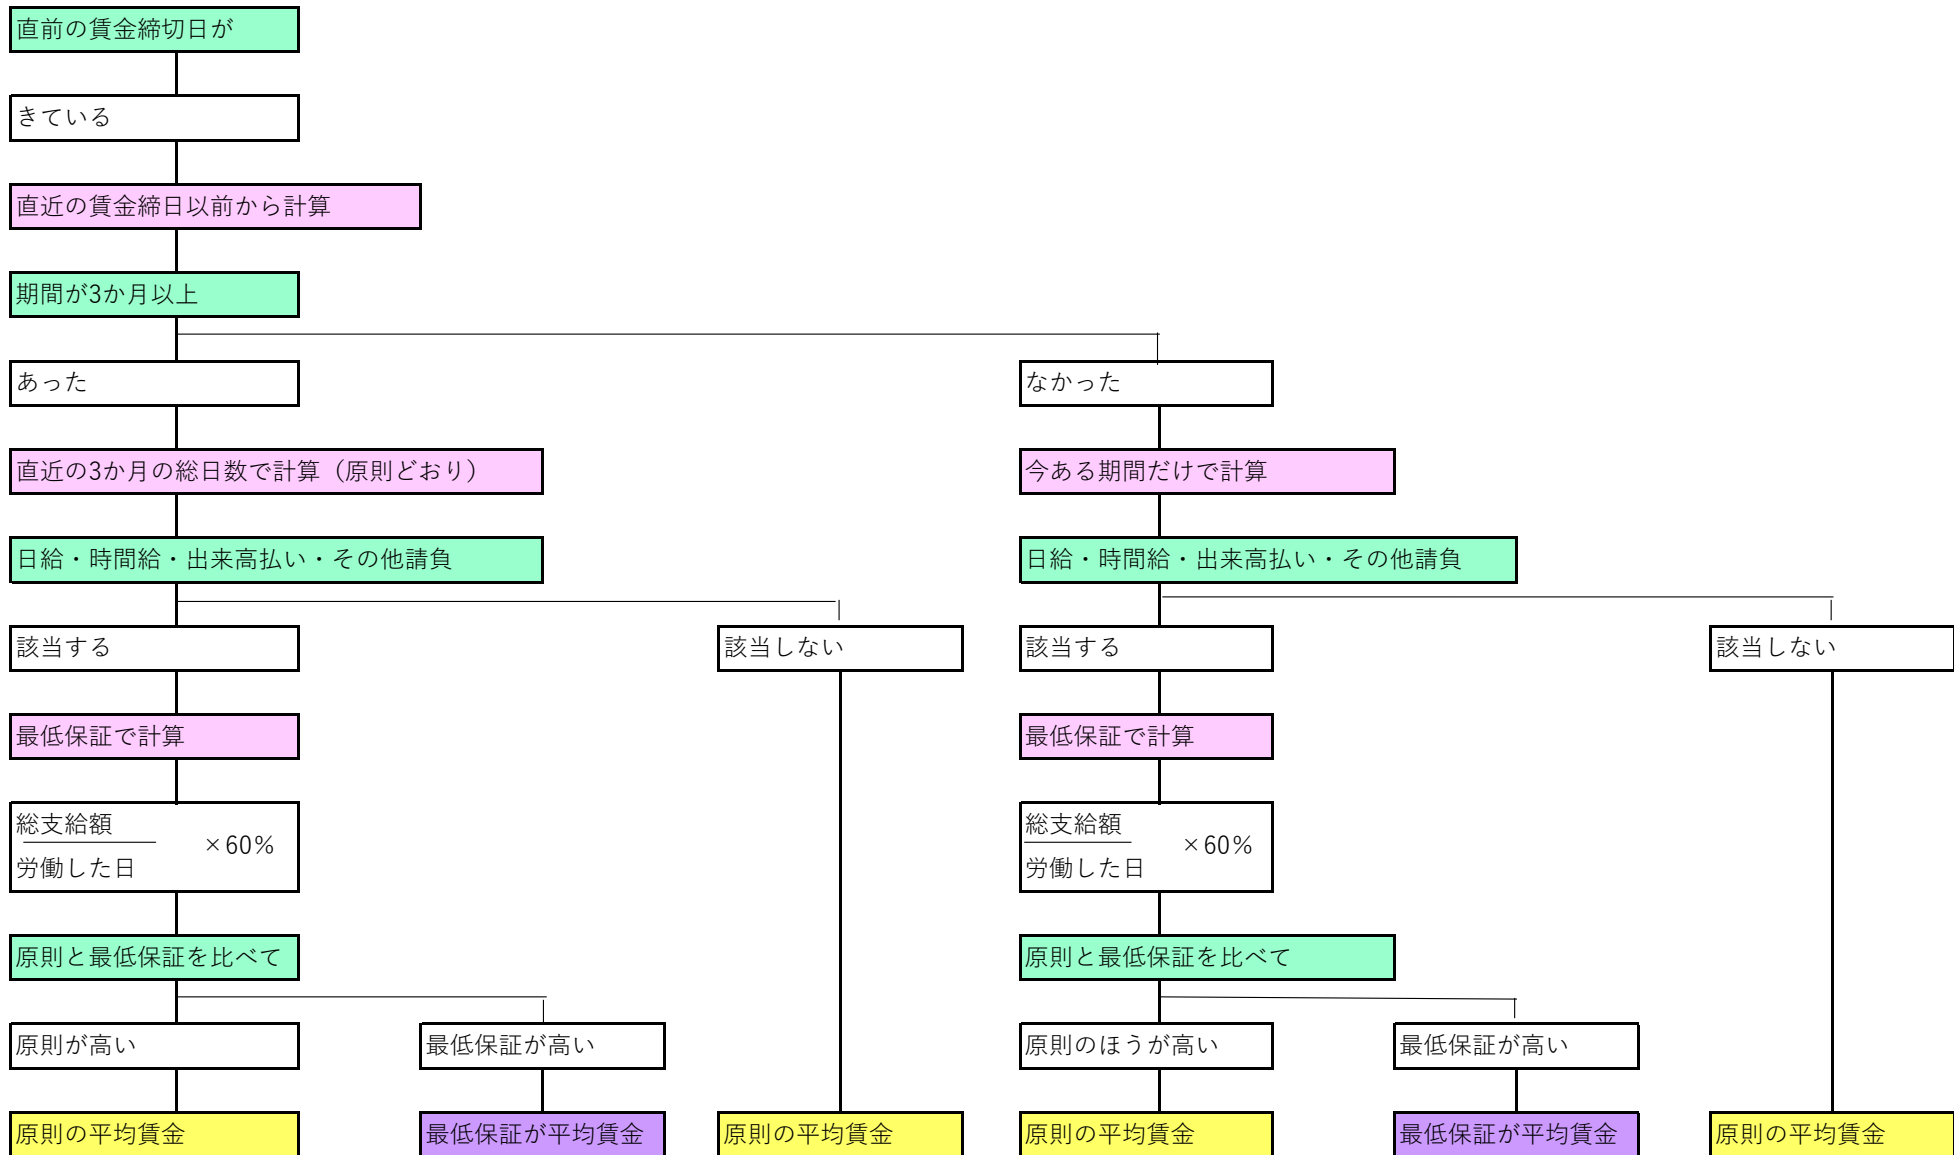 直前の賃金締切日が
きている
直近の賃金締日以前から計算
期間が3か月以上
あった
なかった
直近の3か月の総日数で計算（原則どおり）
今ある期間だけで計算
日給・時間給・出来高払い・その他請負
日給・時間給・出来高払い・その他請負
該当する
該当しない
該当する
該当しない
最低保証で計算
最低保証で計算
総支給額
×60%
労働した日
総支給額
×60%
労働した日
原則と最低保証を比べて
原則と最低保証を比べて
原則が高い
最低保証が高い
原則のほうが高い
最低保証が高い
原則の平均賃金
最低保証が平均賃金
原則の平均賃金
原則の平均賃金
最低保証が平均賃金
原則の平均賃金